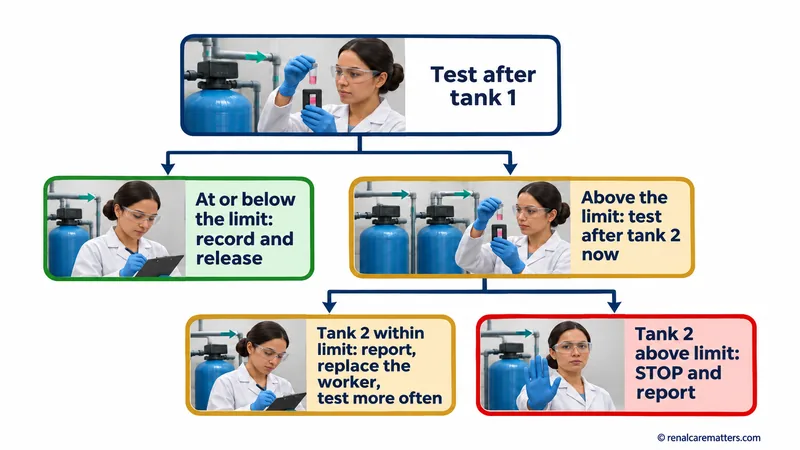 Test after
tank 1
At or below
the limit:
record and
release
Above the
limit: test
after tank 2
now
Tank 2 within
limit: report,
replace the
worker,
test more often
Tank 2
above limit:
STOP and
report
© renalcarematters.com